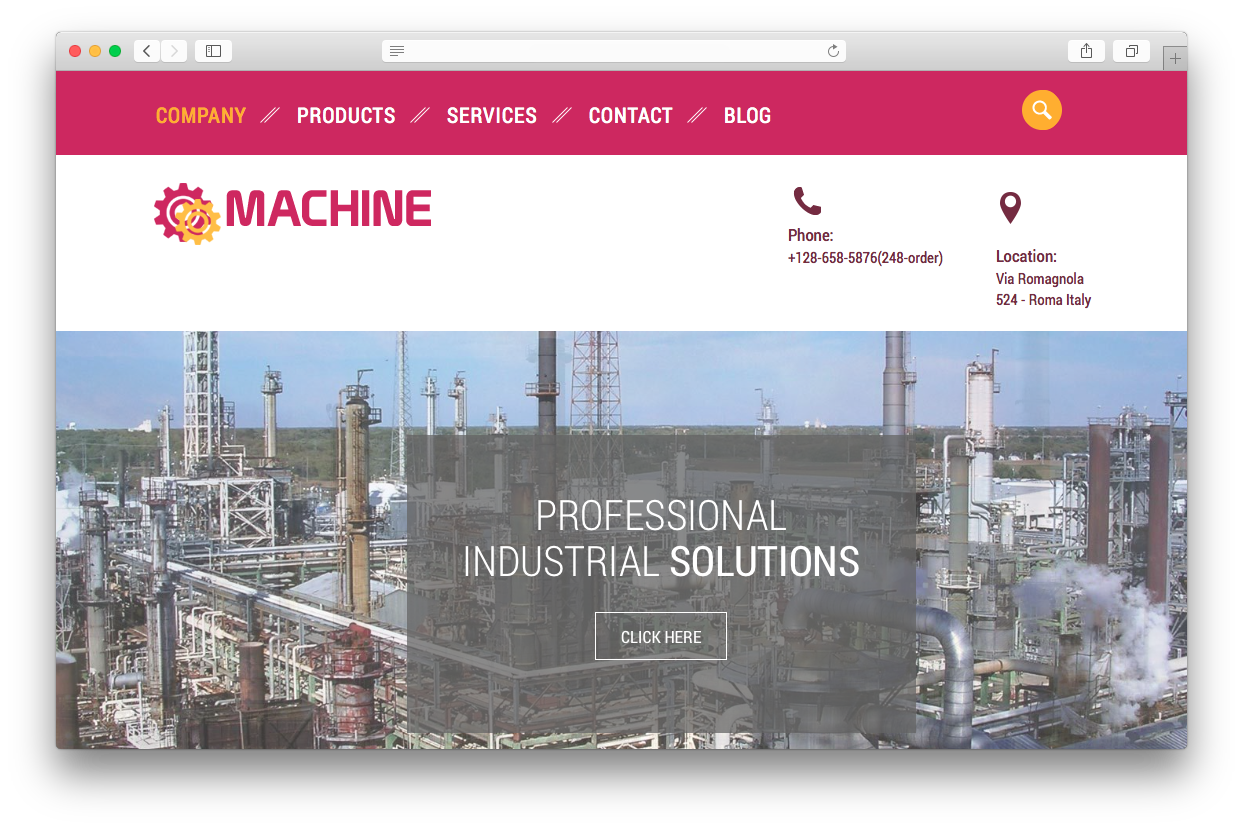 COMPANY // PRODUCTS // SERVICES // CONTACT // BLOG
MACHINE
Phone:
+128-658-5876(248-order)
Location:
Via Romagnola
524 - Roma Italy
PROFESSIONAL
INDUSTRIAL SOLUTIONS
CLICK HERE